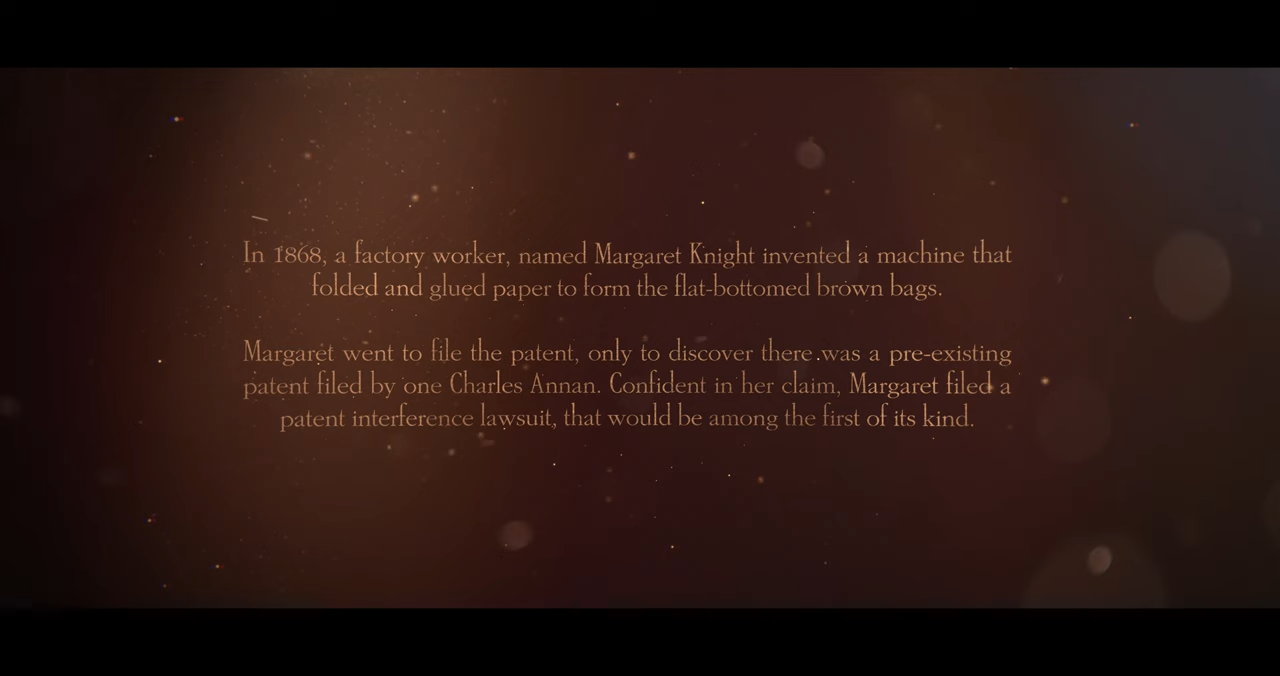 In 1868, a factory worker, named Margaret Knight invented a machine that
folded and glued paper to form the flat-bottomed brown bags.
Margaret went to file the patent, only to discover there was a pre-existing
patent filed by one Charles Annan. Confident in her claim, Margaret filed a
patent interference lawsuit, that would be among the first of its kind.